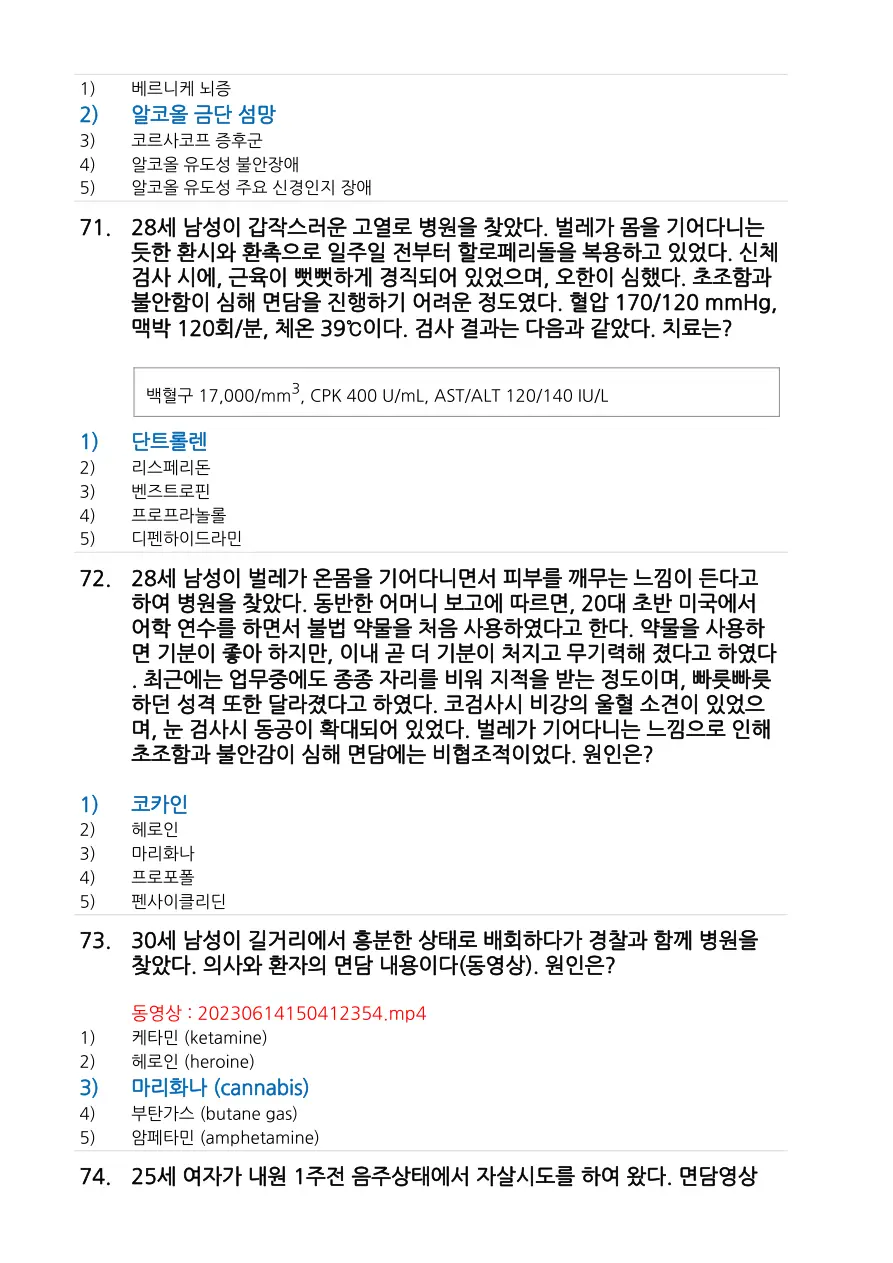 1) 베르니케 뇌증
2) 알코올 금단 섬망
3) 코르사코프 증후군
4) 알코올 유도성 불안장애
5) 알코올 유도성 주요 신경인지 장애
71. 28세 남성이 갑작스러운 고열로 병원을 찾았다. 벌레가 몸을 기어다니는
듯한 환시와 환촉으로 일주일 전부터 할로페리돌을 복용하고 있었다. 신체
검사 시에, 근육이 뻣뻣하게 경직되어 있었으며, 오한이 심했다. 초조함과
불안함이 심해 면담을 진행하기 어려운 정도였다. 혈압 170/120 mmHg,
맥박 120회/분, 체온 39℃이다. 검사 결과는 다음과 같았다. 치료는?
백혈구 17,000/mm³, CPK 400 U/mL, AST/ALT 120/140 IU/L
1) 단트롤렌
2) 리스페리돈
3) 벤즈트로핀
4) 프로프라놀롤
5) 디펜하이드라민
72. 28세 남성이 벌레가 온몸을 기어다니면서 피부를 깨무는 느낌이 든다고
하여 병원을 찾았다. 동반한 어머니 보고에 따르면, 20대 초반 미국에서
어학 연수를 하면서 불법 약물을 처음 사용하였다고 한다. 약물을 사용하
면 기분이 좋아 하지만, 이내 곧 더 기분이 처지고 무기력해 졌다고 하였다
. 최근에는 업무중에도 종종 자리를 비워 지적을 받는 정도이며, 빠릇빠릇
하던 성격 또한 달라졌다고 하였다. 코검사시 비강의 울혈 소견이 있었으
며, 눈 검사시 동공이 확대되어 있었다. 벌레가 기어다니는 느낌으로 인해
초조함과 불안감이 심해 면담에는 비협조적이었다. 원인은?
1) 코카인
2) 헤로인
3) 마리화나
4) 프로포폴
5) 펜사이클리딘
73. 30세 남성이 길거리에서 흥분한 상태로 배회하다가 경찰과 함께 병원을
찾았다. 의사와 환자의 면담 내용이다(동영상). 원인은?
동영상 : 20230614150412354.mp4
1) 케타민 (ketamine)
2) 헤로인 (heroine)
3) 마리화나 (cannabis)
4) 부탄가스 (butane gas)
5) 암페타민 (amphetamine)
74. 25세 여자가 내원 1주전 음주상태에서 자살시도를 하여 왔다. 면담영상